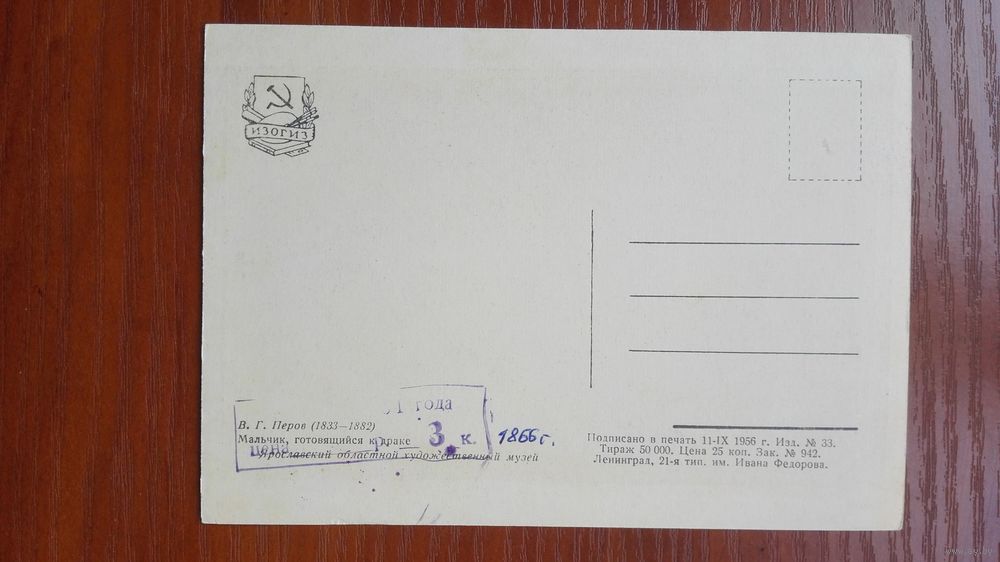 ИЗОГИЗ
года
В. Г. Перов (1833—1882)
Мальчик, готовящийся к драке
цена р. 3 к.
1866 г.
Ярославский областной художественный музей
Подписано в печать 11-IX 1956 г. Изд. № 33.
Тираж 50 000. Цена 25 коп. Зак. № 942.
Ленинград, 21-я тип. им. Ивана Федорова.